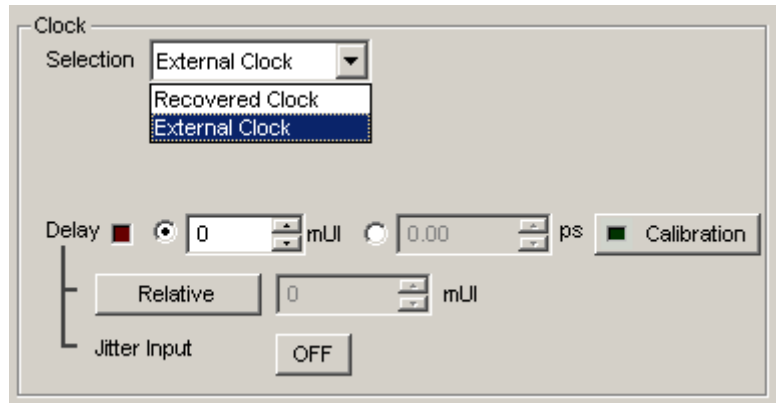 Clock
Selection External Clock
Recovered Clock
External Clock
Delay 0 mUI 0.00 ps Calibration
Relative 0 mUI
Jitter Input OFF